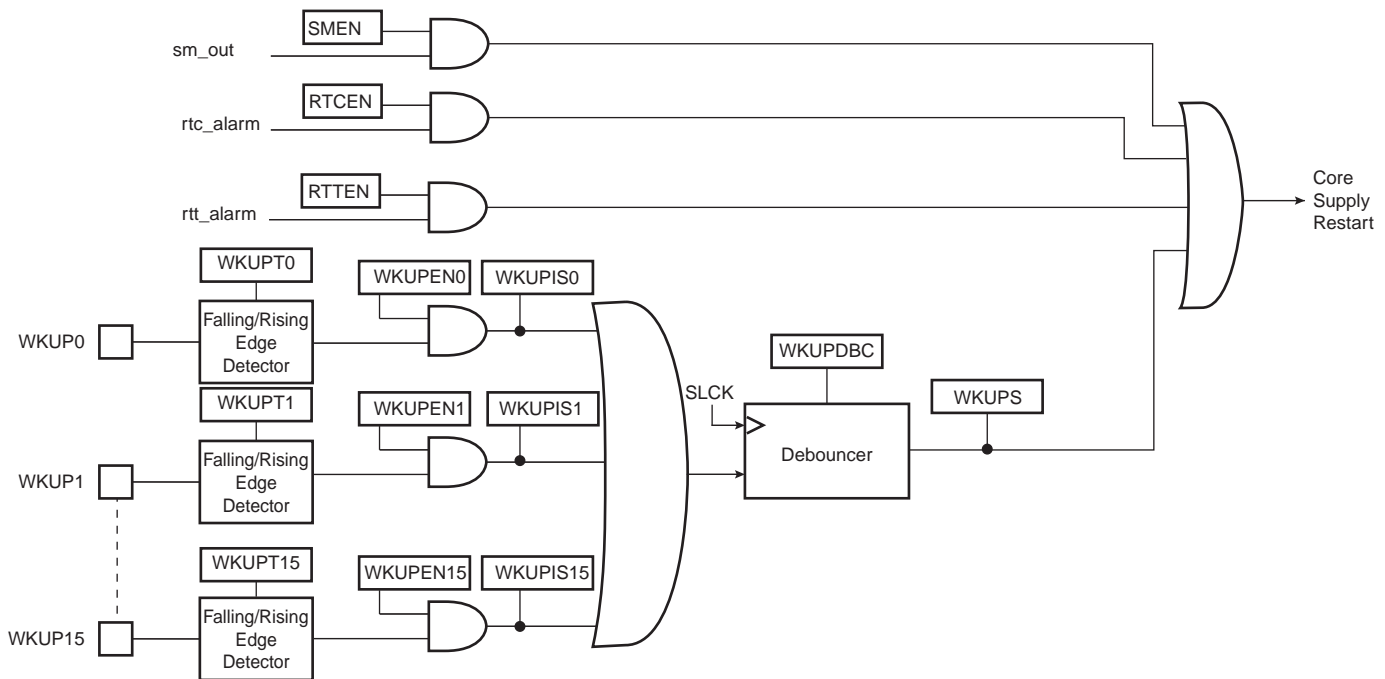 SMEN
sm_out
RTCEN
rtc_alarm
RTTEN
rtt_alarm
Core
Supply
Restart
WKUPT0
WKUPEN0
WKUPIS0
WKUP0
Falling/Rising
Edge
Detector
WKUPT1
WKUPEN1
WKUPIS1
WKUP1
Falling/Rising
Edge
Detector
SLCK
WKUPDBC
Debouncer
WKUPS
WKUPT15
WKUPEN15
WKUPIS15
WKUP15
Falling/Rising
Edge
Detector